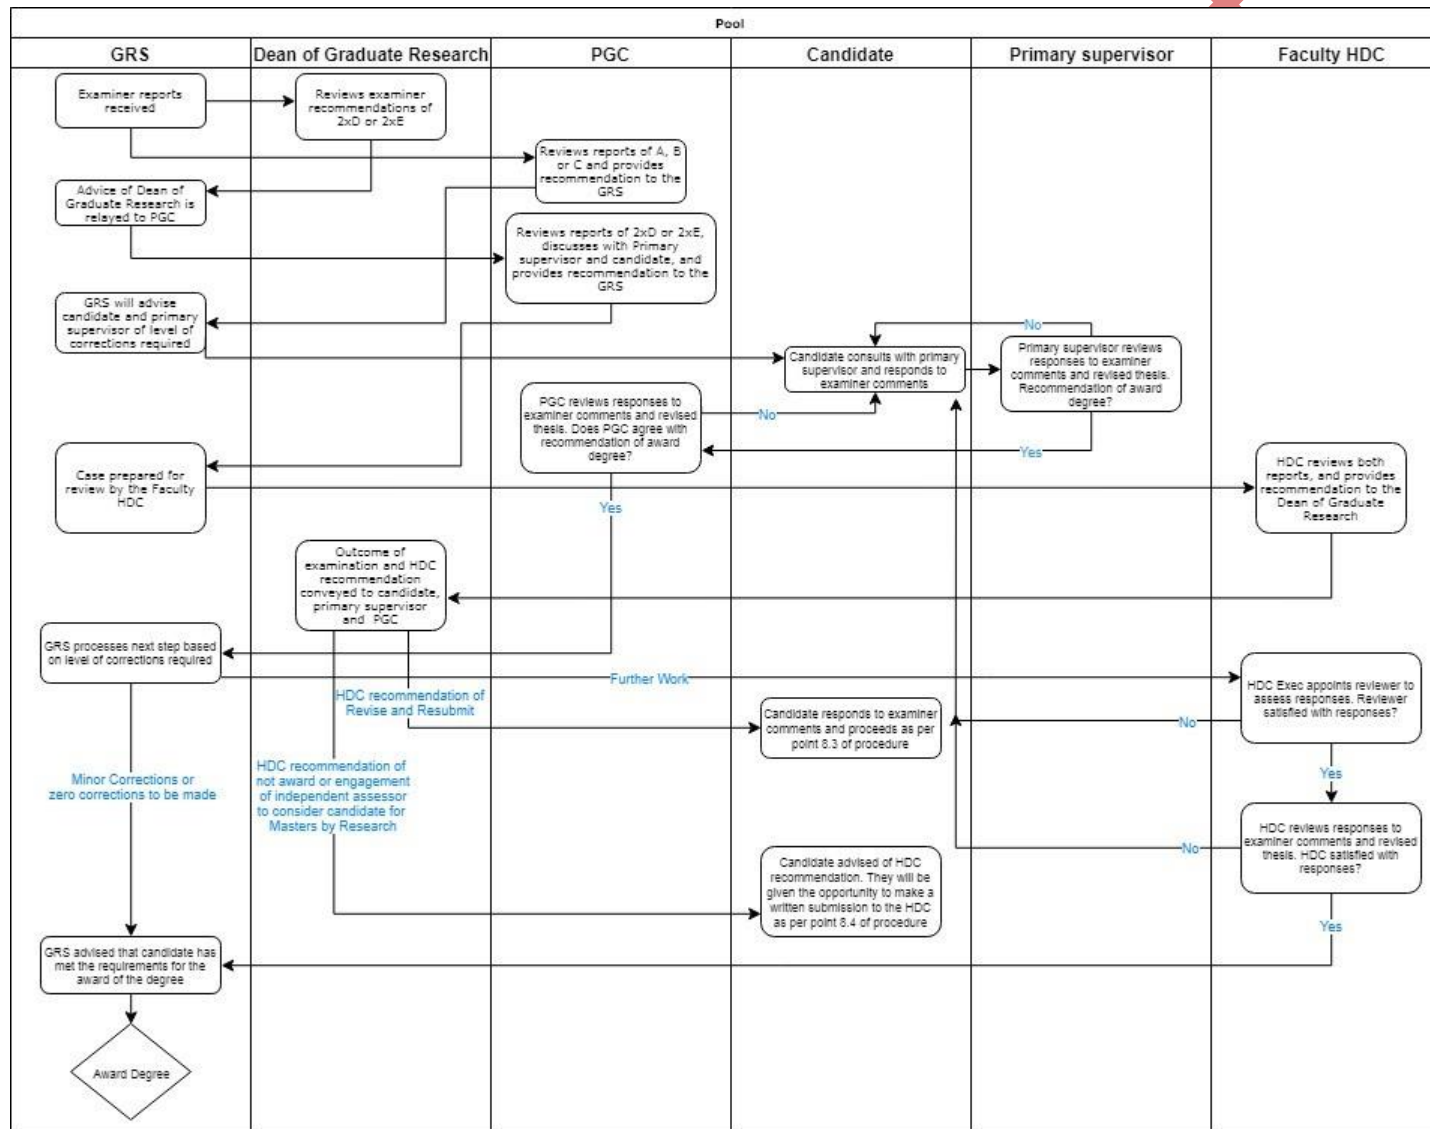 Pool
GRS
Dean of Graduate Research
PGC
Candidate
Primary supervisor
Faculty HDC
Examiner reports
received
Reviews examiner
recommendations of
2xD or 2xE
Reviews reports of A, B
or C and provides
recommendation to the
GRS
Advice of Dean of
Graduate Research is
relayed to PGC
Reviews reports of 2xD or 2xE,
discusses with Primary
supervisor and candidate, and
provides recommendation to the
GRS
GRS will advise
candidate and primary
supervisor of level of
corrections required
No
Candidate consults with primary
supervisor and responds to
examiner comments
Primary supervisor reviews
responses to examiner
comments and revised thesis.
Recommendation of award
degree?
PGC reviews responses to
examiner comments and revised
thesis. Does PGC agree with
recommendation of award
degree?
No
Yes
Case prepared for
review by the Faculty
HDC
HDC reviews both
reports, and provides
recommendation to the
Dean of Graduate
Research
Yes
Outcome of
examination and HDC
recommendation
conveyed to candidate,
primary supervisor
and PGC
GRS processes next step based
on level of corrections required
Further Work
HDC Exec appoints reviewer to
assess responses. Reviewer
satisfied with responses?
HDC recommendation of
Revise and Resubmit
Candidate responds to examiner
comments and proceeds as per
point 8.3 of procedure
No
Yes
Minor Corrections or
zero corrections to be made
HDC recommendation of
not award or engagement
of independent assessor
to consider candidate for
Masters by Research
HDC reviews responses to
examiner comments and revised
thesis. HDC satisfied with
responses?
No
Candidate advised of HDC
recommendation. They will be
given the opportunity to make a
written submission to the HDC
as per point 8.4 of procedure
Yes
GRS advised that candidate has
met the requirements for the
award of the degree
Award Degree